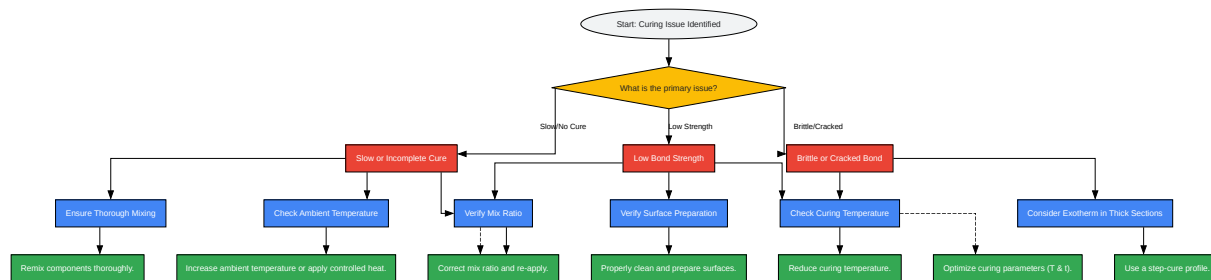 Start: Curing Issue Identified
What is the primary issue?
Slow/No Cure
Low Strength
Brittle/Cracked
Slow or Incomplete Cure
Low Bond Strength
Brittle or Cracked Bond
Ensure Thorough Mixing
Check Ambient Temperature
Verify Mix Ratio
Verify Surface Preparation
Check Curing Temperature
Consider Exotherm in Thick Sections
Remix components thoroughly.
Increase ambient temperature or apply controlled heat.
Correct mix ratio and re-apply.
Properly clean and prepare surfaces.
Reduce curing temperature.
Optimize curing parameters (T & t).
Use a step-cure profile.